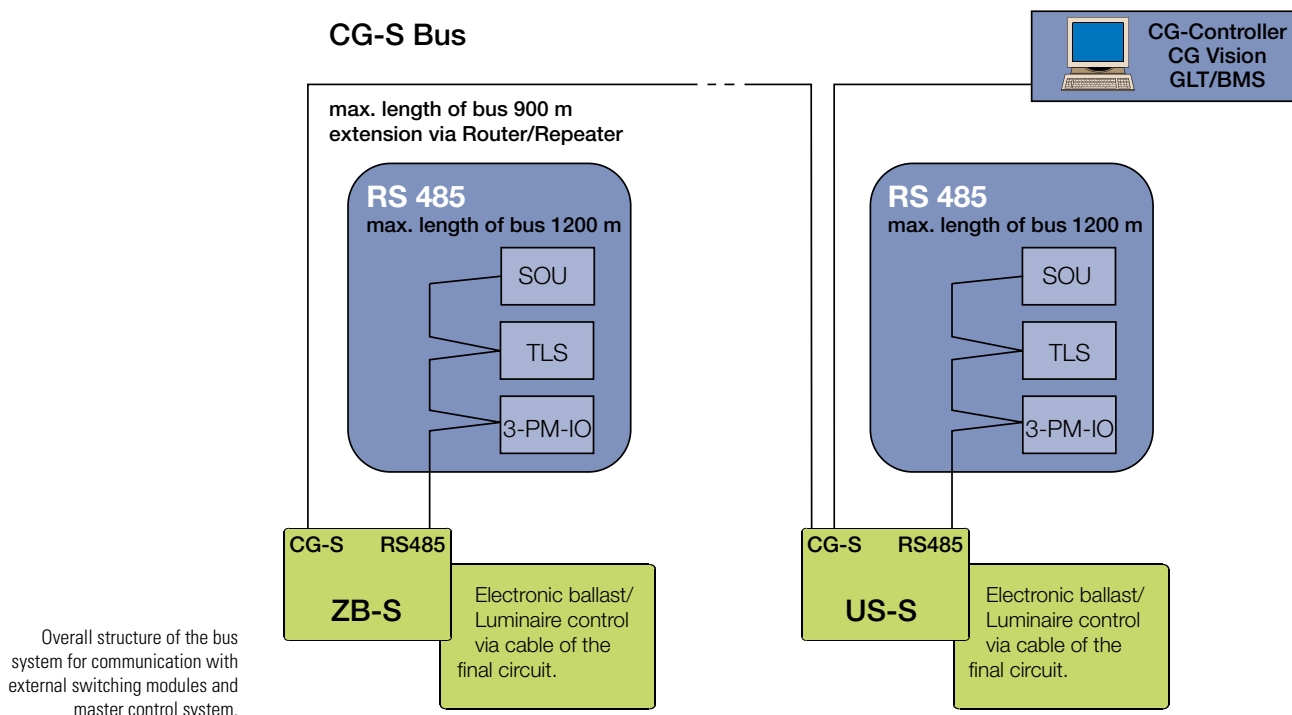 CG-S Bus
CG-Controller
CG Vision
GLT/BMS
max. length of bus 900 m
extension via Router/Repeater
RS 485
max. length of bus 1200 m
SOU
TLS
3-PM-IO
RS 485
max. length of bus 1200 m
SOU
TLS
3-PM-IO
CG-S RS485
ZB-S
Electronic ballast/
Luminaire control
via cable of the
final circuit.
CG-S RS485
US-S
Electronic ballast/
Luminaire control
via cable of the
final circuit.
Overall structure of the bus
system for communication with
external switching modules and
master control system.